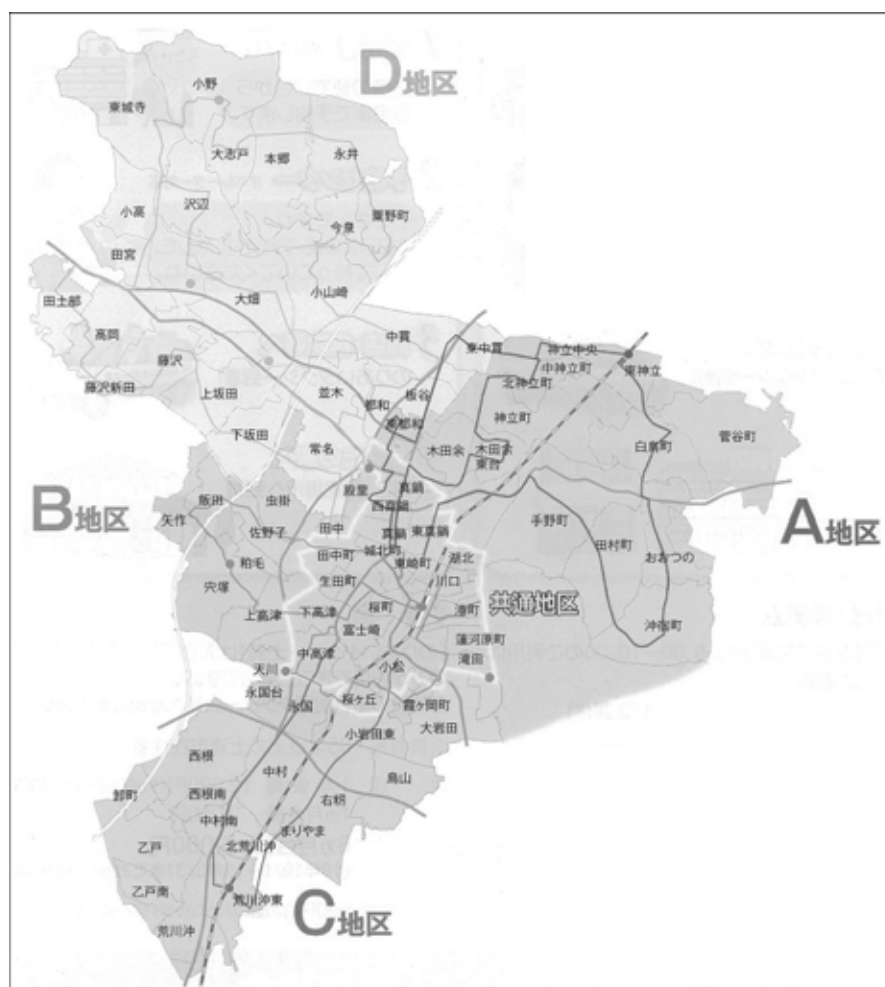 D地区
小野
東城寺
大志戸
本郷
永井
小高
沢辺
粟野町
今泉
田宮
小山崎
大畑
田土部
高岡
中貫
東中貫
神立中央
藤沢
中神立町
東神立
北神立町
藤沢新田
上坂田
並木
板谷
都和
神立町
東都和
下坂田
常名
木田余
木田余
東台
白鳥町
菅谷町
殿里
真鍋
西真鍋
B地区
飯田
虫掛
矢作
佐野子
田中
真鍋
東真鍋
手野町
田村町
A地区
おおつの
田中町
城北町
東崎町
湖北
粕毛
川口
生田町
穴塚
共通地区
上高津
下高津
桜町
港町
富士崎
沖宿町
蓮河原町
中高津
滝田
小松
天川
永国台
永国
桜ヶ丘
霞ヶ岡町
小岩田東
大岩田
西根
中村
烏山
卸町
西根南
右籾
中村南
まりやま
乙戸
北荒川沖
乙戸南
荒川沖東
C地区
荒川沖